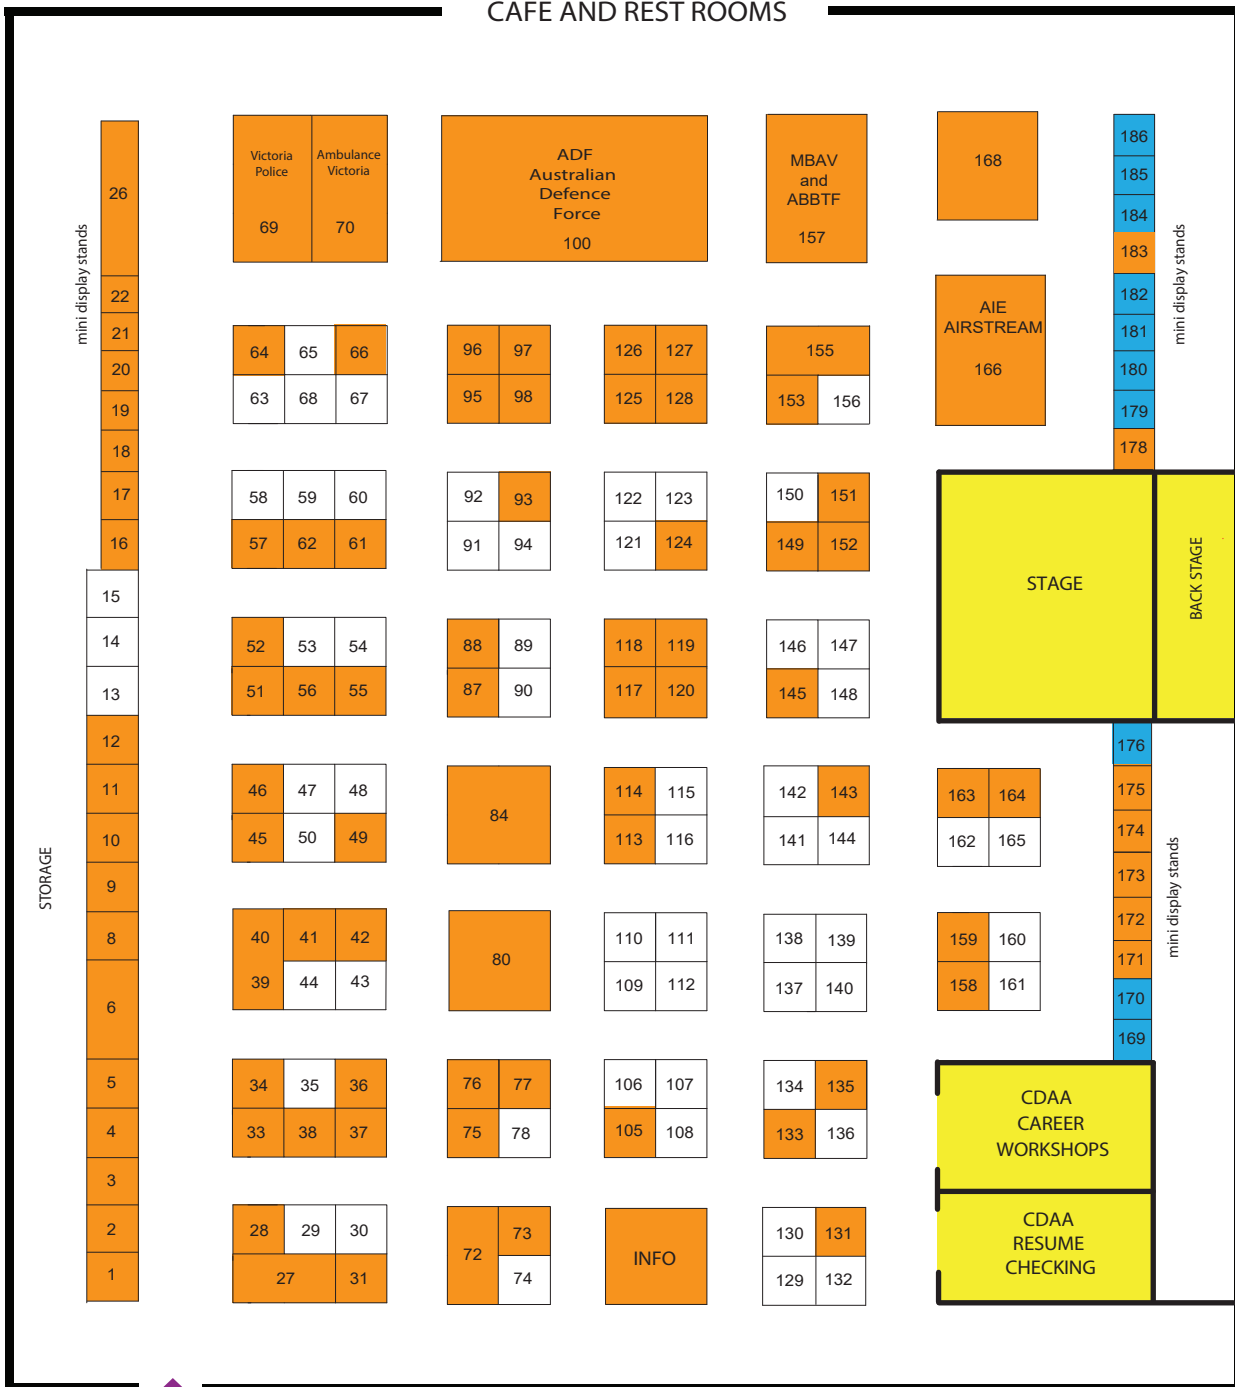 CAFE AND REST ROOMS
26
22
21
20
19
18
17
16
15
14
13
12
11
10
9
8
6
5
4
3
2
1
mini display stands
STORAGE
Victoria
Police
69
Ambulance
Victoria
70
ADF
Australian
Defence
Force
100
MBAV
and
ABBTF
157
168
AIE
AIRSTREAM
166
64 65 66
63 68 67
96 97
95 98
126 127
125 128
155
153 156
58 59 60
57 62 61
92 93
91 94
122 123
121 124
150 151
149 152
52 53 54
51 56 55
88 89
87 90
118 119
117 120
146 147
145 148
46 47 48
45 50 49
84
114 115
113 116
142 143
141 144
163 164
162 165
40 41 42
39 44 43
80
110 111
109 112
138 139
137 140
159 160
158 161
34 35 36
33 38 37
76 77
75 78
106 107
105 108
134 135
133 136
28 29 30
27 31
72 73
74
INFO
130 131
129 132
186
185
184
183
182
181
180
179
178
mini display stands
STAGE
BACK STAGE
176
175
174
173
172
171
170
169
mini display stands
CDAA
CAREER
WORKSHOPS
CDAA
RESUME
CHECKING